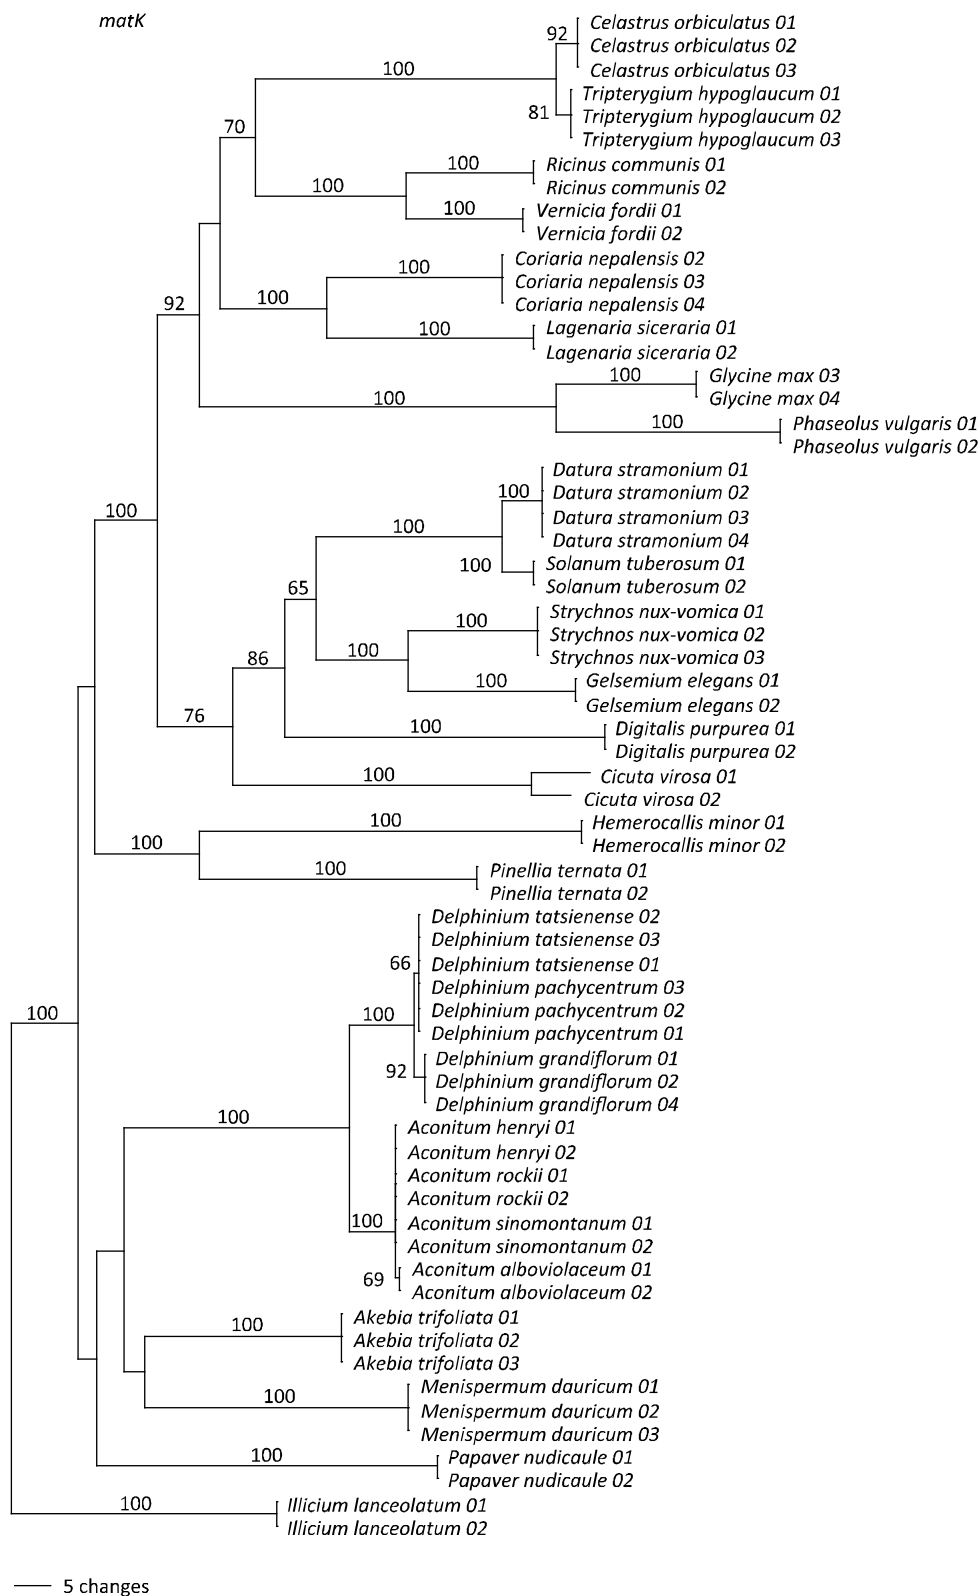 matK
Celastrus orbiculatus 01
92
Celastrus orbiculatus 02
100
Celastrus orbiculatus 03
Tripterygium hypoglaucum 01
81
Tripterygium hypoglaucum 02
70
Tripterygium hypoglaucum 03
100
Ricinus communis 01
100
Ricinus communis 02
100
Vernicia fordii 01
Vernicia fordii 02
Coriaria nepalensis 02
100
Coriaria nepalensis 03
92
100
Coriaria nepalensis 04
100
Lagenaria siceraria 01
Lagenaria siceraria 02
100
Glycine max 03
100
Glycine max 04
100
Phaseolus vulgaris 01
Phaseolus vulgaris 02
Datura stramonium 01
100
Datura stramonium 02
100
Datura stramonium 03
100
Datura stramonium 04
100
Solanum tuberosum 01
65
Solanum tuberosum 02
Strychnos nux-vomica 01
100
Strychnos nux-vomica 02
86
100
Strychnos nux-vomica 03
100
Gelsemium elegans 01
Gelsemium elegans 02
76
100
Digitalis purpurea 01
Digitalis purpurea 02
100
Cicuta virosa 01
Cicuta virosa 02
100
Hemerocallis minor 01
100
Hemerocallis minor 02
100
Pinellia ternata 01
Pinellia ternata 02
Delphinium tatsienense 02
Delphinium tatsienense 03
66
Delphinium tatsienense 01
Delphinium pachycentrum 03
100
100
Delphinium pachycentrum 02
Delphinium pachycentrum 01
Delphinium grandiflorum 01
92
Delphinium grandiflorum 02
Delphinium grandiflorum 04
100
Aconitum henryi 01
Aconitum henryi 02
Aconitum rockii 01
Aconitum rockii 02
100
Aconitum sinomontanum 01
Aconitum sinomontanum 02
69
Aconitum alboviolaceum 01
Aconitum alboviolaceum 02
100
Akebia trifoliata 01
Akebia trifoliata 02
Akebia trifoliata 03
100
Menispermum dauricum 01
Menispermum dauricum 02
Menispermum dauricum 03
100
Papaver nudicaule 01
Papaver nudicaule 02
100
Illicium lanceolatum 01
Illicium lanceolatum 02
5 changes